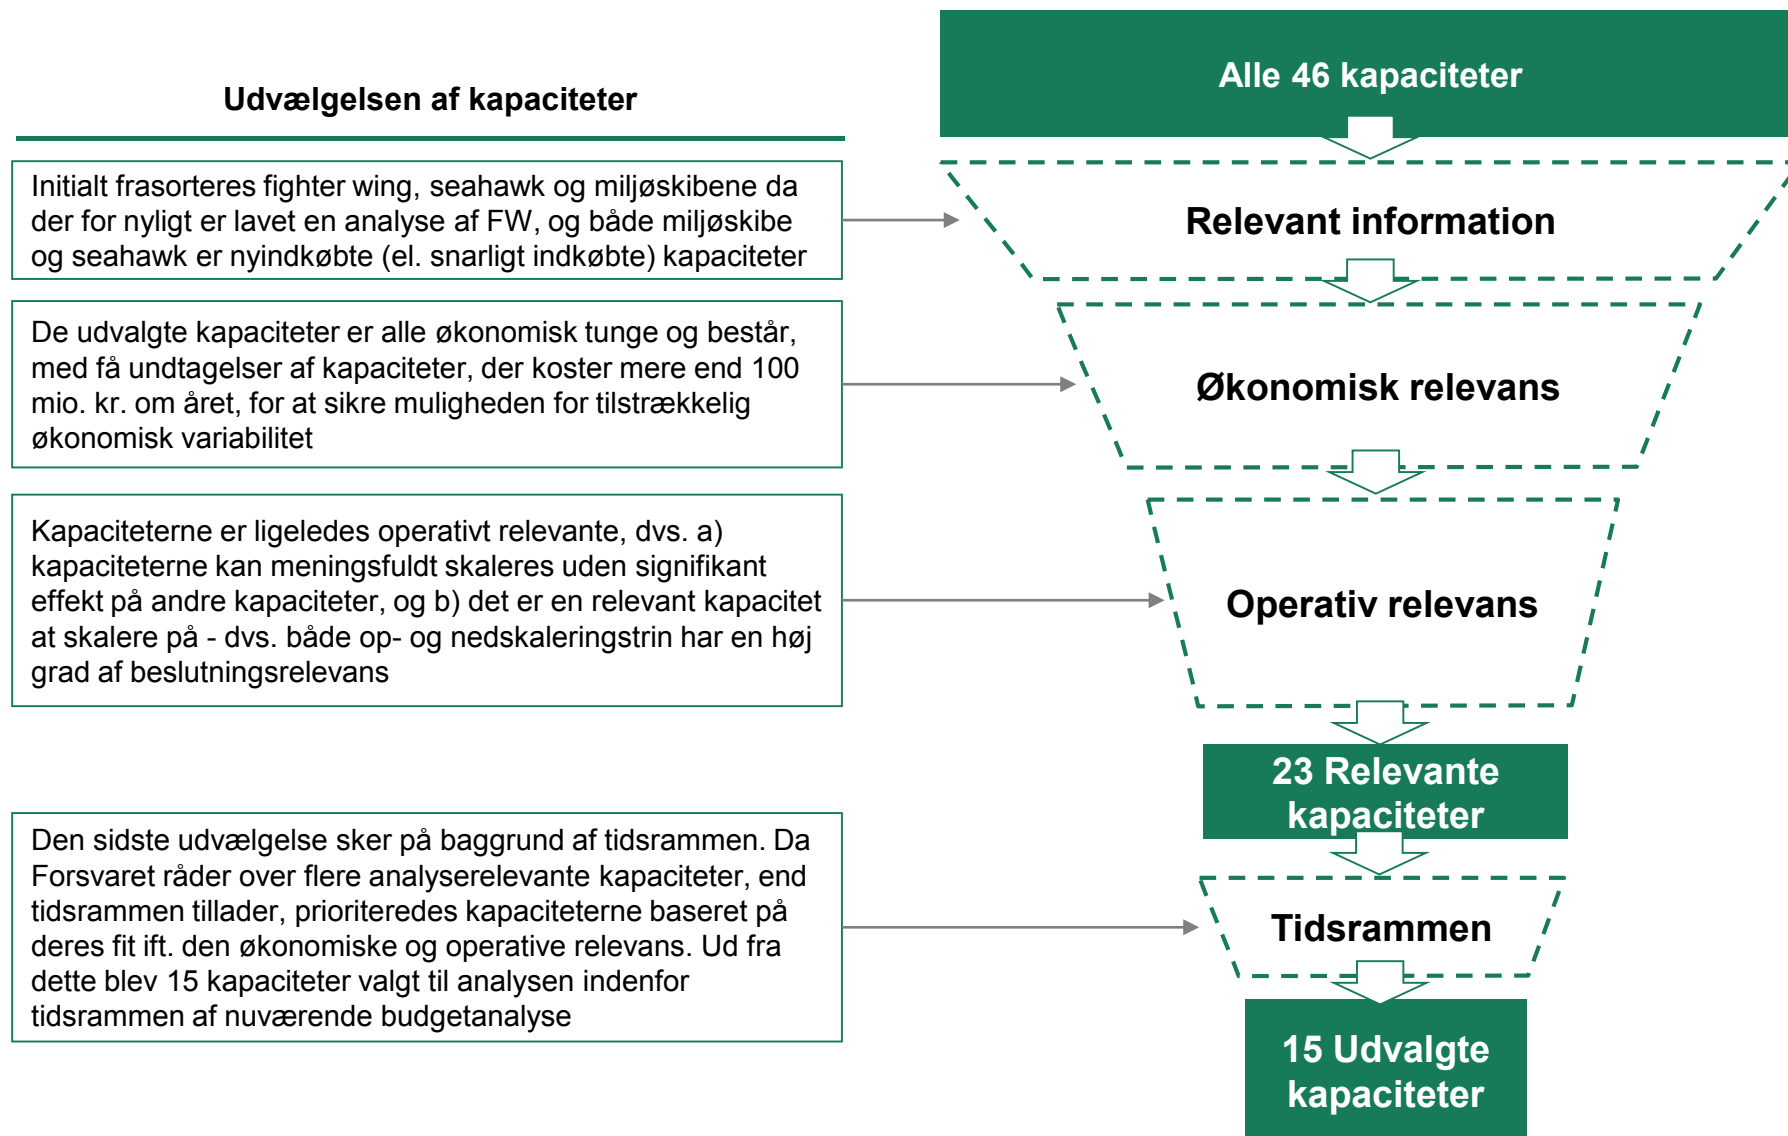 Udvælgelsen af kapaciteter
Initialt frasorteres fighter wing, seahawk og miljøskibene da
der for nyligt er lavet en analyse af FW, og både miljøskibe
og seahawk er nyindkøbte (el. snarligt indkøbte) kapaciteter
De udvalgte kapaciteter er alle økonomisk tunge og består,
med få undtagelser af kapaciteter, der koster mere end 100
mio. kr. om året, for at sikre muligheden for tilstrækkelig
økonomisk variabilitet
Kapaciteterne er ligeledes operativt relevante, dvs. a)
kapaciteterne kan meningsfuldt skaleres uden signifikant
effekt på andre kapaciteter, og b) det er en relevant kapacitet
at skalere på - dvs. både op- og nedskaleringstrin har en høj
grad af beslutningsrelevans
Den sidste udvælgelse sker på baggrund af tidsrammen. Da
Forsvaret råder over flere analyserelevante kapaciteter, end
tidsrammen tillader, prioriteredes kapaciteterne baseret på
deres fit ift. den økonomiske og operative relevans. Ud fra
dette blev 15 kapaciteter valgt til analysen indenfor
tidsrammen af nuværende budgetanalyse
Alle 46 kapaciteter
Relevant information
Økonomisk relevans
Operativ relevans
23 Relevante
kapaciteter
Tidsrammen
15 Udvalgte
kapaciteter